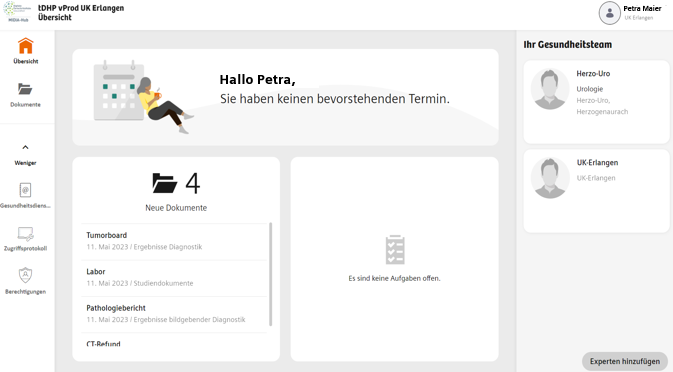 MIDIA-Hub
tDHP vProd UK Erlangen
Übersicht
Petra Maier
UK Erlangen
Übersicht
Dokumente
Weniger
Gesundheitsdiens...
Zugriffsprotokoll
Berechtigungen
Hallo Petra,
Sie haben keinen bevorstehenden Termin.
4
Neue Dokumente
Tumorboard
11. Mai 2023 / Ergebnisse Diagnostik
Labor
11. Mai 2023 / Studiendokumente
Pathologiebericht
11. Mai 2023 / Ergebnisse bildgebender Diagnostik
CT-Befund
Es sind keine Aufgaben offen.
Ihr Gesundheitsteam
Herzo-Uro
Urologie
Herzo-Uro,
Herzogenaurach
UK-Erlangen
UK-Erlangen
Experten hinzufügen